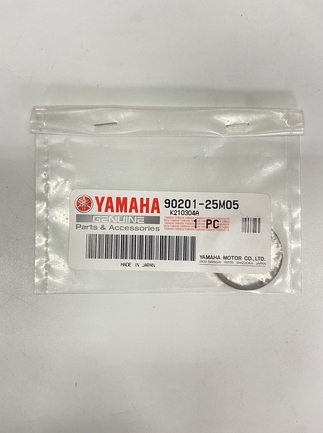 YAMAHA 90201-25M05
GENUINE K210304A
Parts & Accessories 1 PC
YAMAHA MOTOR CO.,LTD.
MADE IN JAPAN